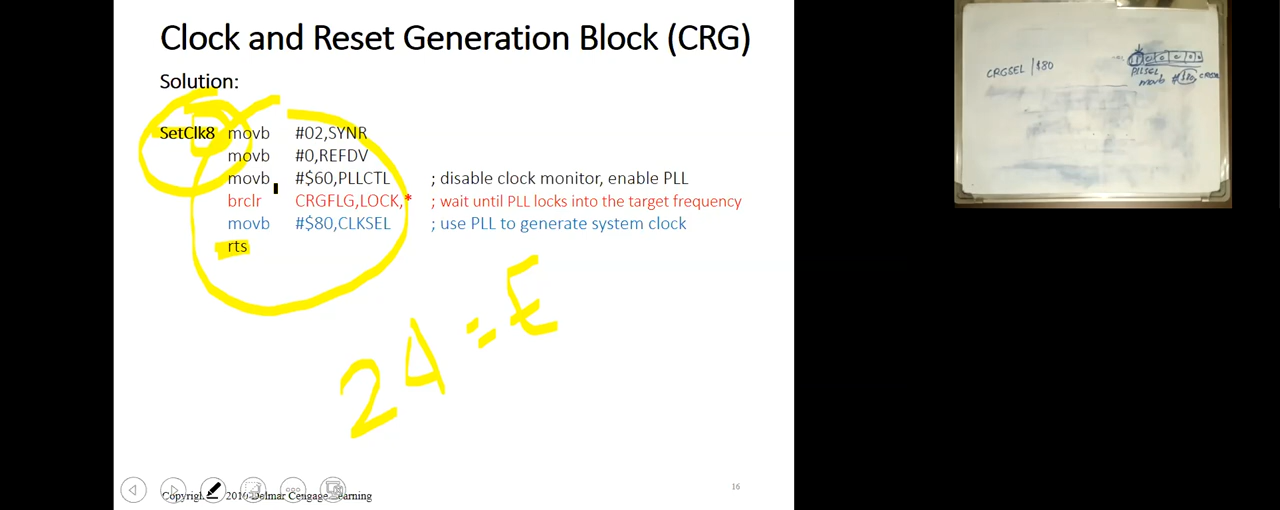 Clock and Reset Generation Block (CRG)
Solution:
SetClk8 movb #02,SYNR
movb #0,REFDV
movb #$60,PLLCTL ; disable clock monitor, enable PLL
brclr CRGFLG,LOCK,* ; wait until PLL locks into the target frequency
movb #$80,CLKSEL ; use PLL to generate system clock
rts
24 = E
Copyright 2010 Delmar Cengage Learning
16
CRGSEL | $80
PLLSEL
movb #$80,